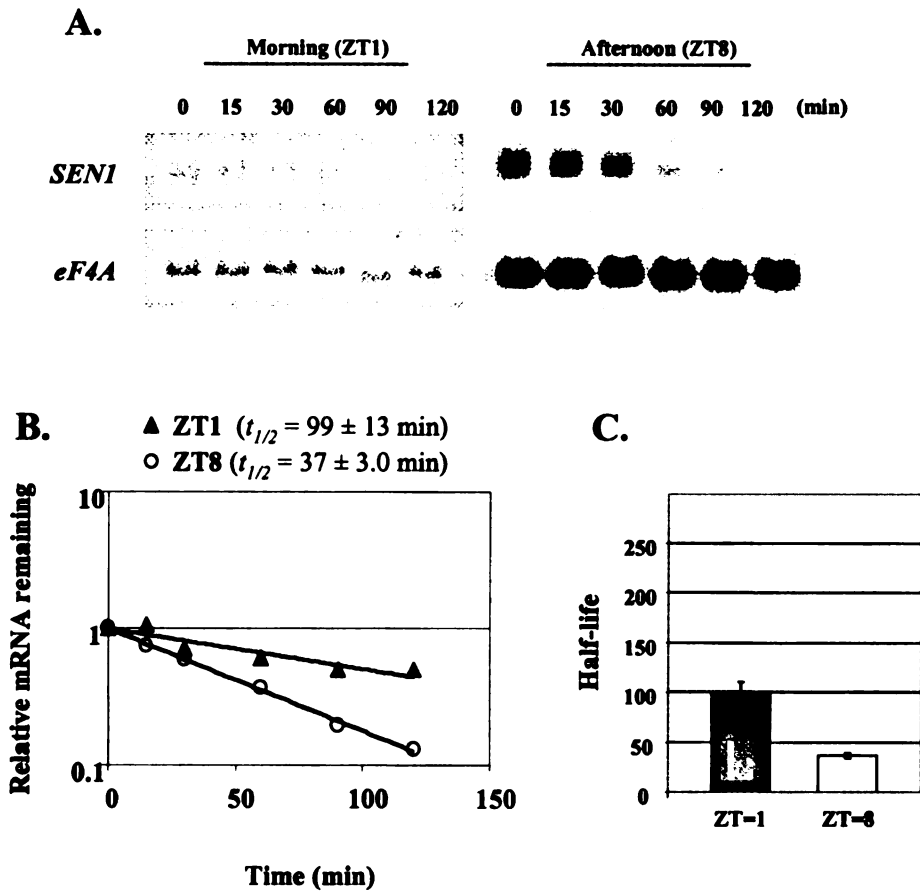 A.
Morning (ZT1) Afternoon (ZT8)
0 15 30 60 90 120 0 15 30 60 90 120 (min)
SEN1
eF4A
B.
▲ ZT1 (t1/2 = 99 ± 13 min)
○ ZT8 (t1/2 = 37 ± 3.0 min)
Relative mRNA remaining
10
1
0.1
0 50 100 150
Time (min)
C.
Half-life
250
200
150
100
50
0
ZT=1 ZT=8